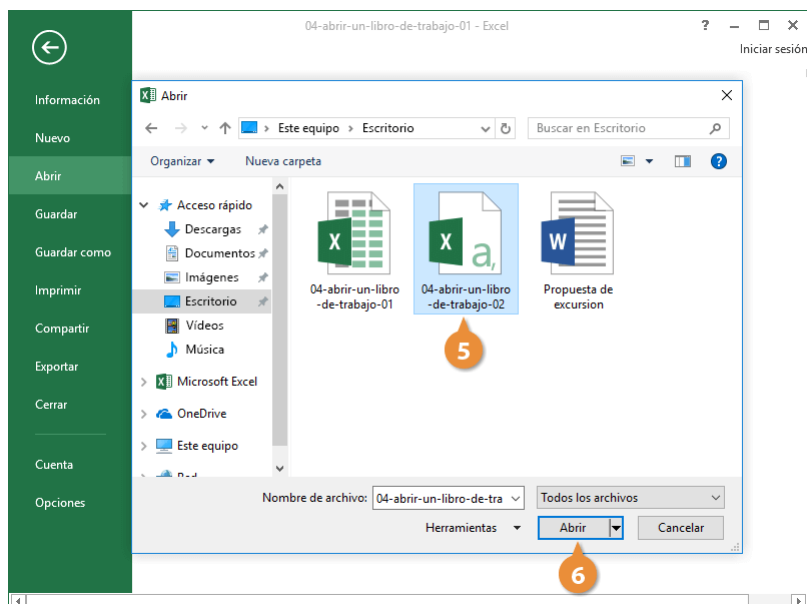 04-abrir-un-libro-de-trabajo-01 - Excel
?
Iniciar sesión
Información
Nuevo
Abrir
Guardar
Guardar como
Imprimir
Compartir
Exportar
Cerrar
Cuenta
Opciones
Abrir
Este equipo > Escritorio
Buscar en Escritorio
Organizar
Nueva carpeta
?
Acceso rápido
Descargas
Documentos
Imágenes
Escritorio
Vídeos
Música
Microsoft Excel
OneDrive
Este equipo
Red
X
04-abrir-un-libro
-de-trabajo-01
X a,
04-abrir-un-libro
-de-trabajo-02
W
Propuesta de
excursion
5
Nombre de archivo: 04-abrir-un-libro-de-tra
Todos los archivos
Herramientas
Abrir
Cancelar
6